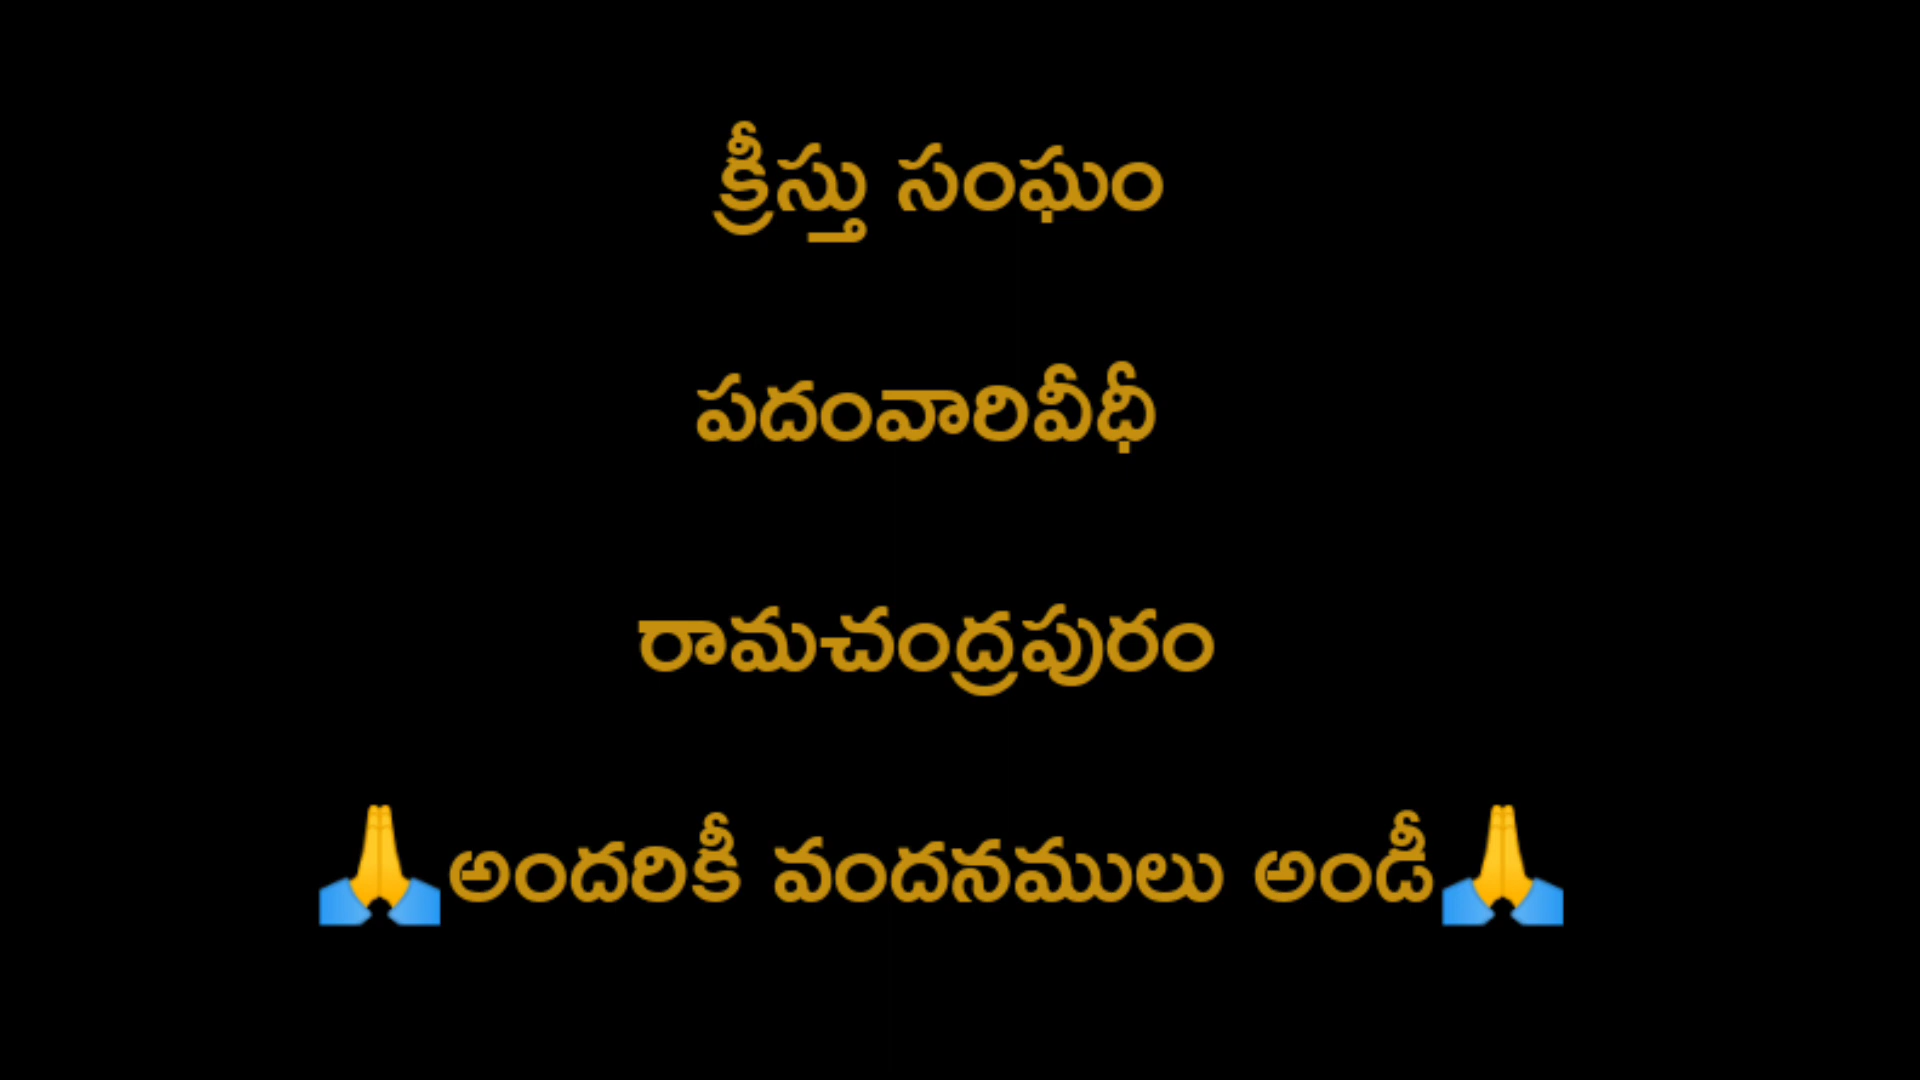 క్రీస్తు సంఘం
పదంవారివీధీ
రామచంద్రపురం
🙏అందరికీ వందనములు అండీ🙏